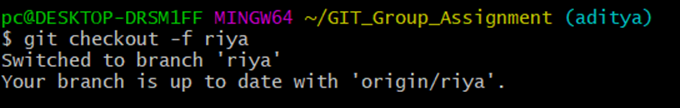 pc@DESKTOP-DRSM1FF MINGW64 ~/GIT_Group_Assignment (aditya)
$ git checkout -f riya
Switched to branch 'riya'
Your branch is up to date with 'origin/riya'.